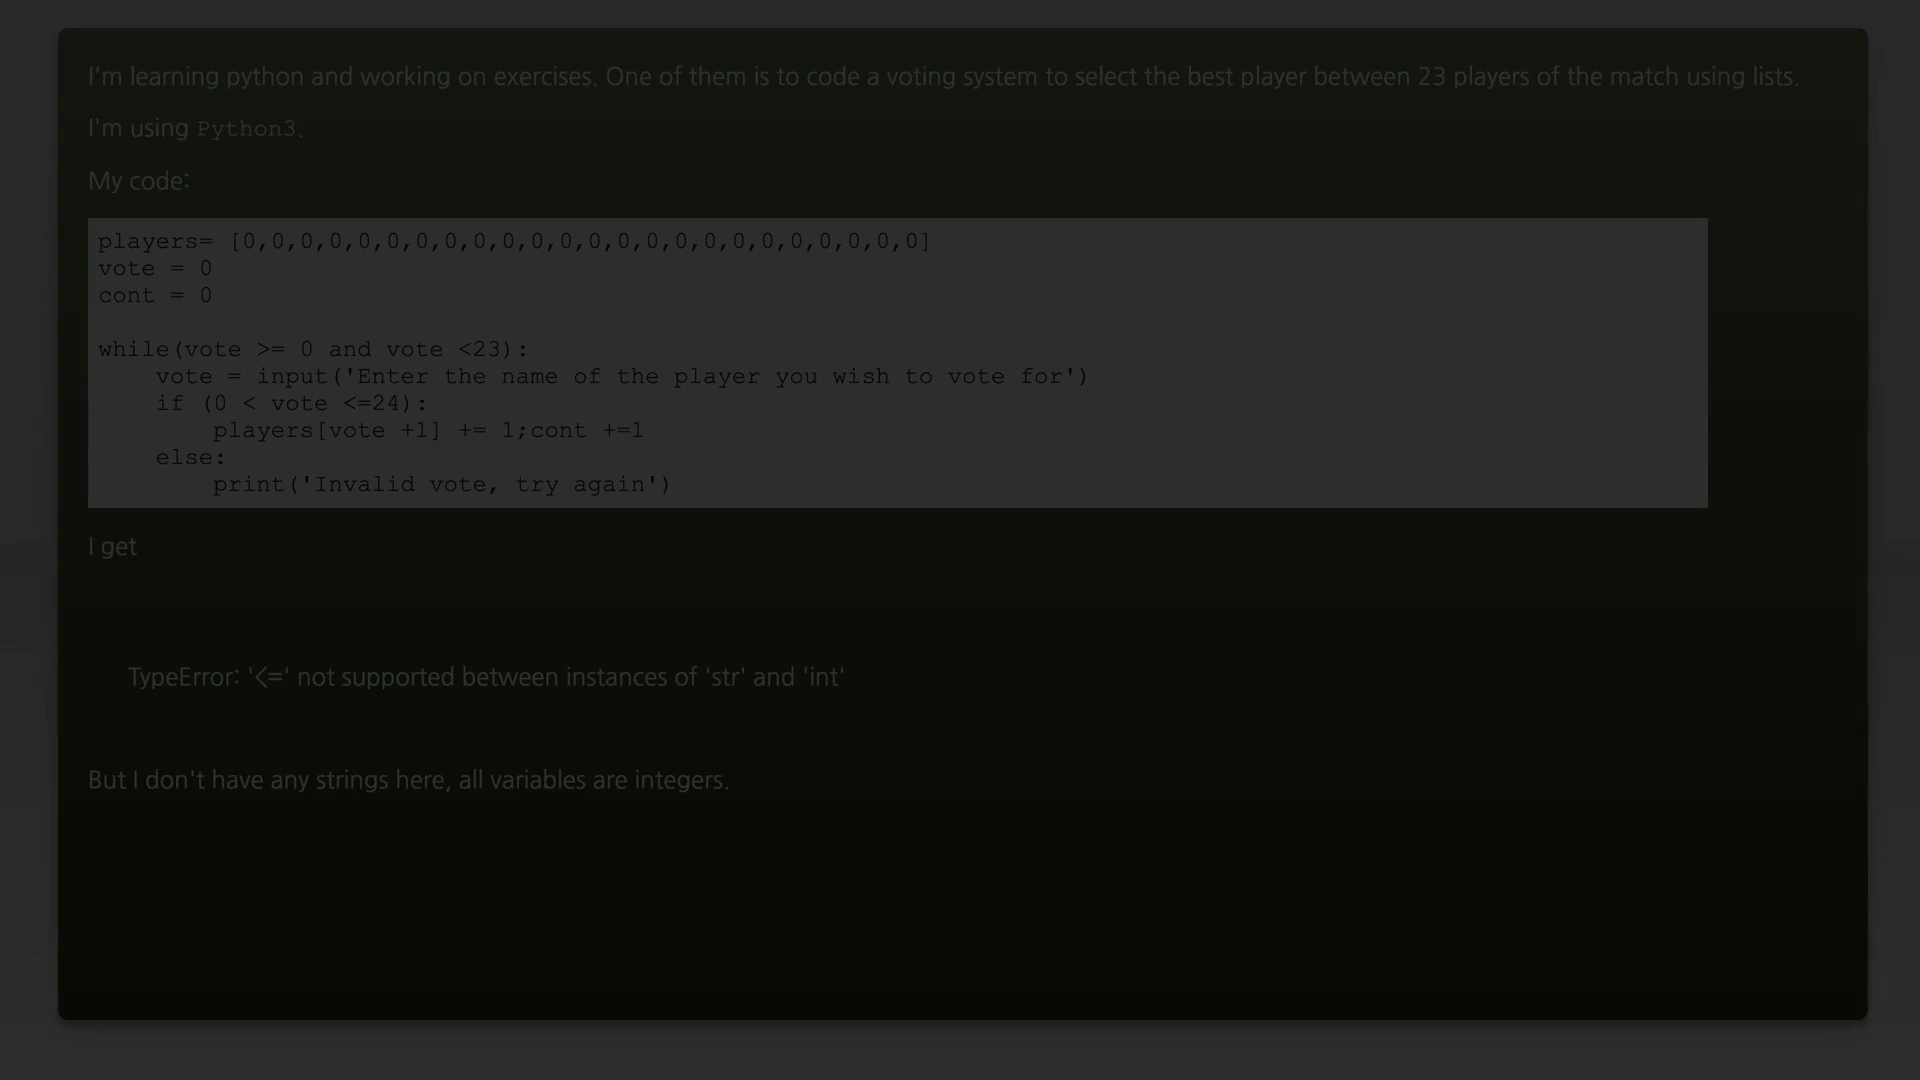 I'm learning python and working on exercises. One of them is to code a voting system to select the best player between 23 players of the match using lists.
I'm using Python3.
My code:
players= [0,0,0,0,0,0,0,0,0,0,0,0,0,0,0,0,0,0,0,0,0,0,0,0]
vote = 0
cont = 0
while(vote >= 0 and vote <23):
    vote = input('Enter the name of the player you wish to vote for')
    if (0 < vote <=24):
        players[vote +1] += 1;cont +=1
    else:
        print('Invalid vote, try again')
I get
TypeError: '<=' not supported between instances of 'str' and 'int'
But I don't have any strings here, all variables are integers.